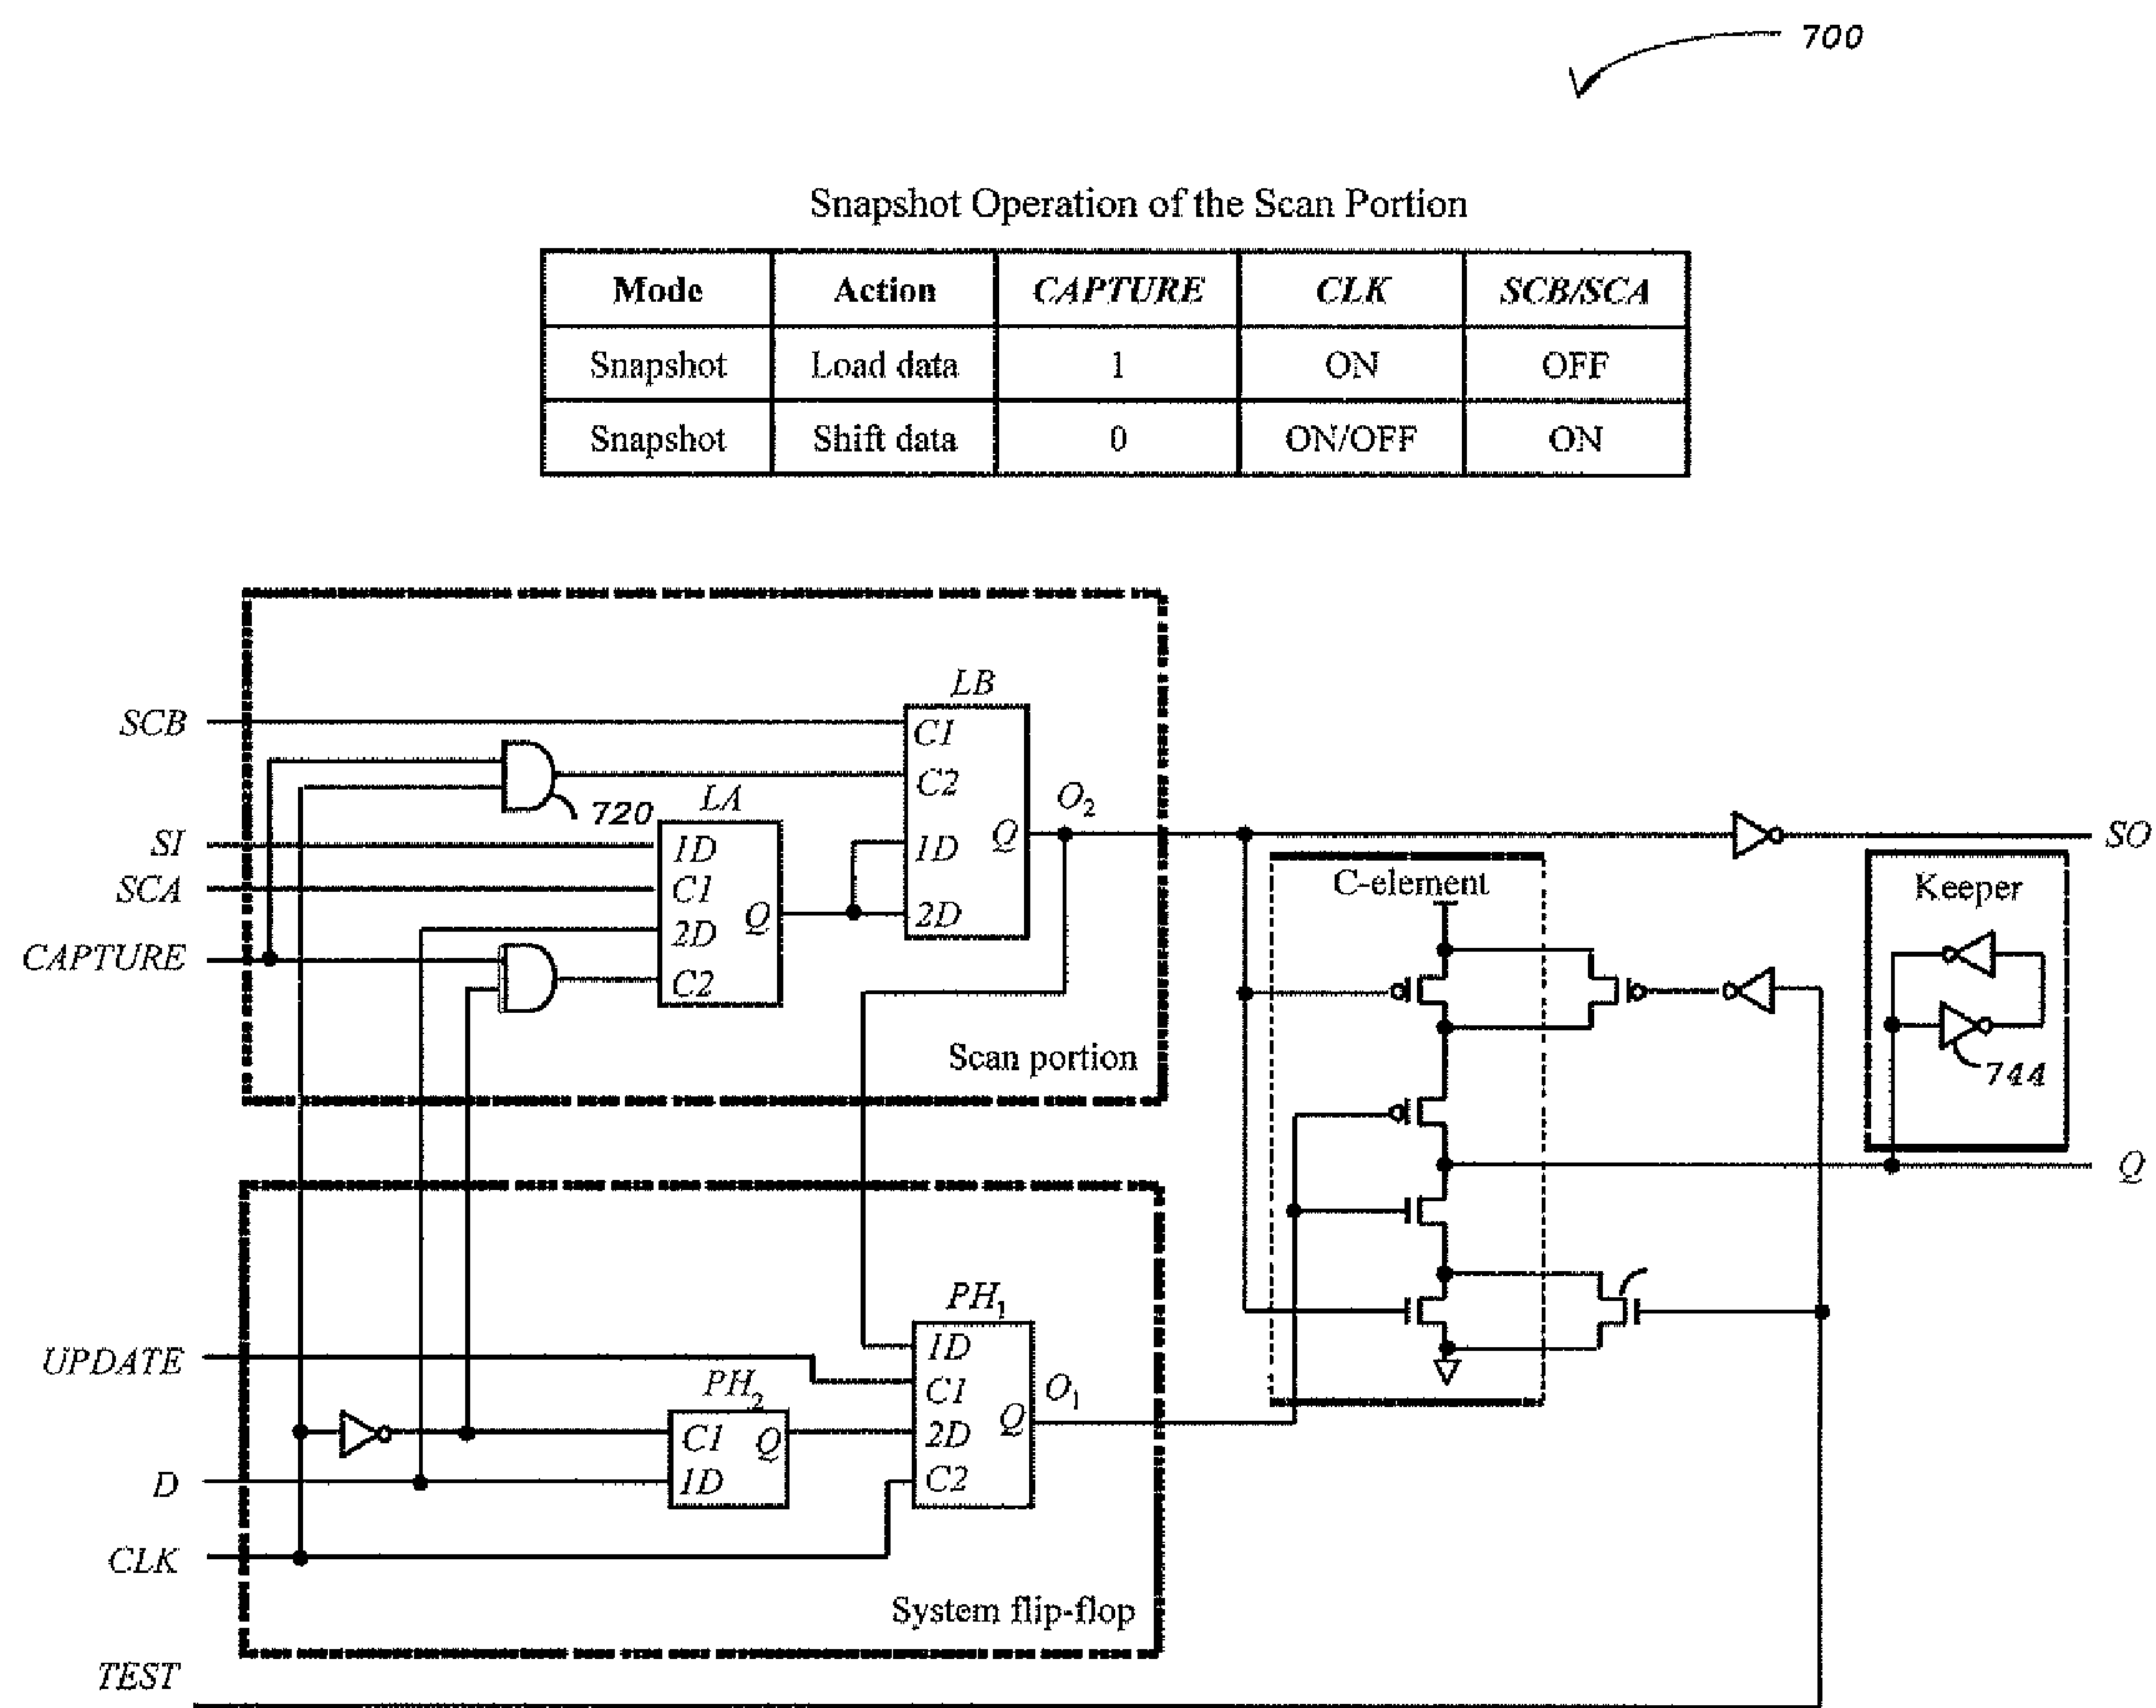 700
Snapshot Operation of the Scan Portion
Mode Action CAPTURE CLK SCB/SCA
Snapshot Load data 1 ON OFF
Snapshot Shift data 0 ON/OFF ON
LB
SCB
C1
C2
720
LA
O2
SI
1D
1D
Q
SO
SCA
C1
C-element
Keeper
Q
2D
2D
CAPTURE
C2
Scan portion
744
Q
PH1
1D
UPDATE
C1
PH2
O1
C1 Q
2D
Q
D
1D
C2
CLK
System flip-flop
TEST